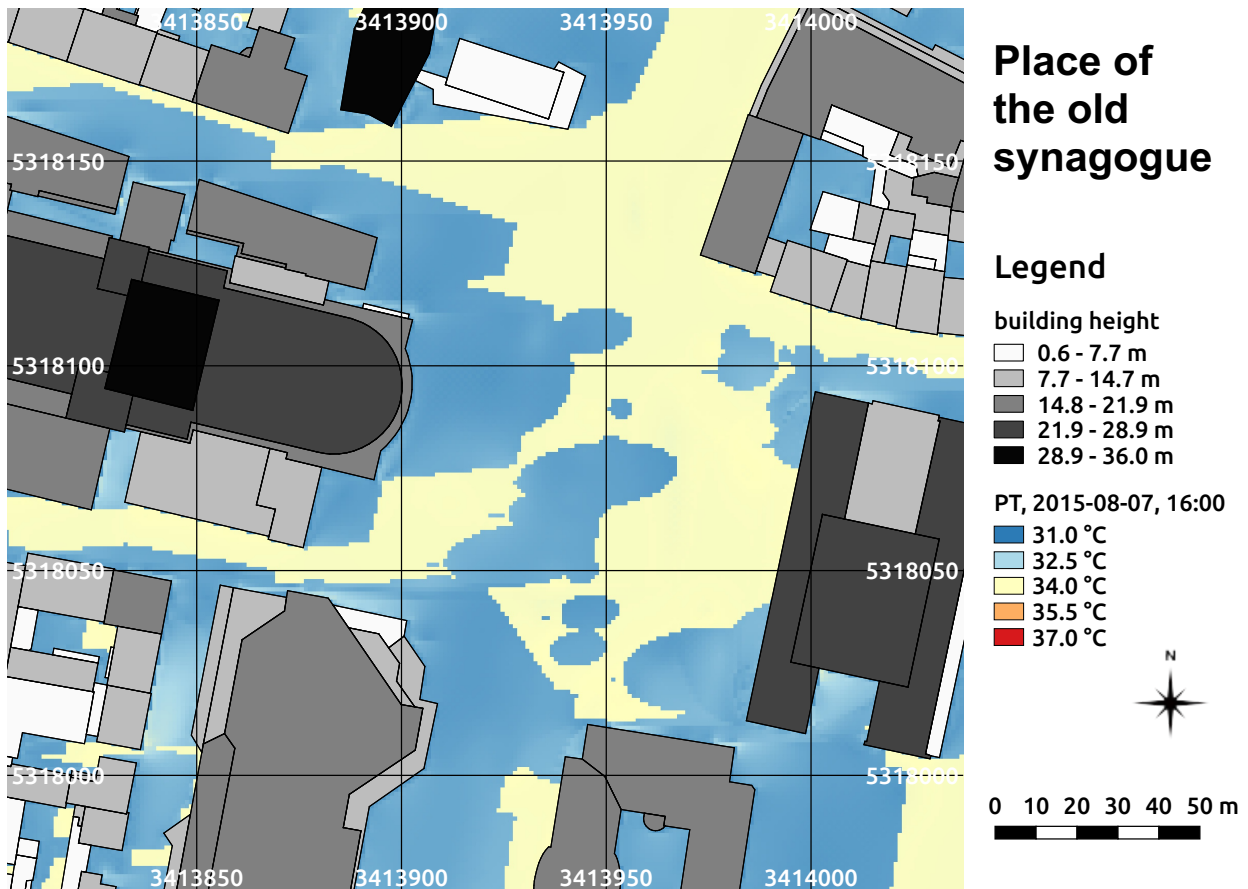 3413850 3413900 3413950 3414000
5318150 5318150
5318100 5318100
5318050 5318050
5318000 5318000
3413850 3413900 3413950 3414000
Place of
the old
synagogue
Legend
building height
0.6 - 7.7 m
7.7 - 14.7 m
14.8 - 21.9 m
21.9 - 28.9 m
28.9 - 36.0 m
PT, 2015-08-07, 16:00
31.0 °C
32.5 °C
34.0 °C
35.5 °C
37.0 °C
N
0 10 20 30 40 50 m